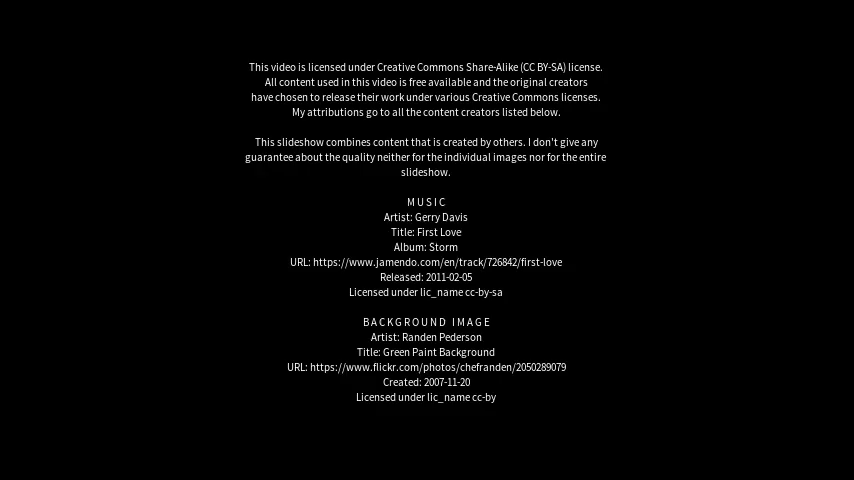 This video is licensed under Creative Commons Share-Alike (CC BY-SA) license.
All content used in this video is free available and the original creators
have chosen to release their work under various Creative Commons licenses.
My attributions go to all the content creators listed below.
This slideshow combines content that is created by others. I don't give any
guarantee about the quality neither for the individual images nor for the entire
slideshow.
MUSIC
Artist: Gerry Davis
Title: First Love
Album: Storm
URL: https://www.jamendo.com/en/track/726842/first-love
Released: 2011-02-05
Licensed under lic_name cc-by-sa
BACKGROUND IMAGE
Artist: Randen Pederson
Title: Green Paint Background
URL: https://www.flickr.com/photos/chefranden/2050289079
Created: 2007-11-20
Licensed under lic_name cc-by